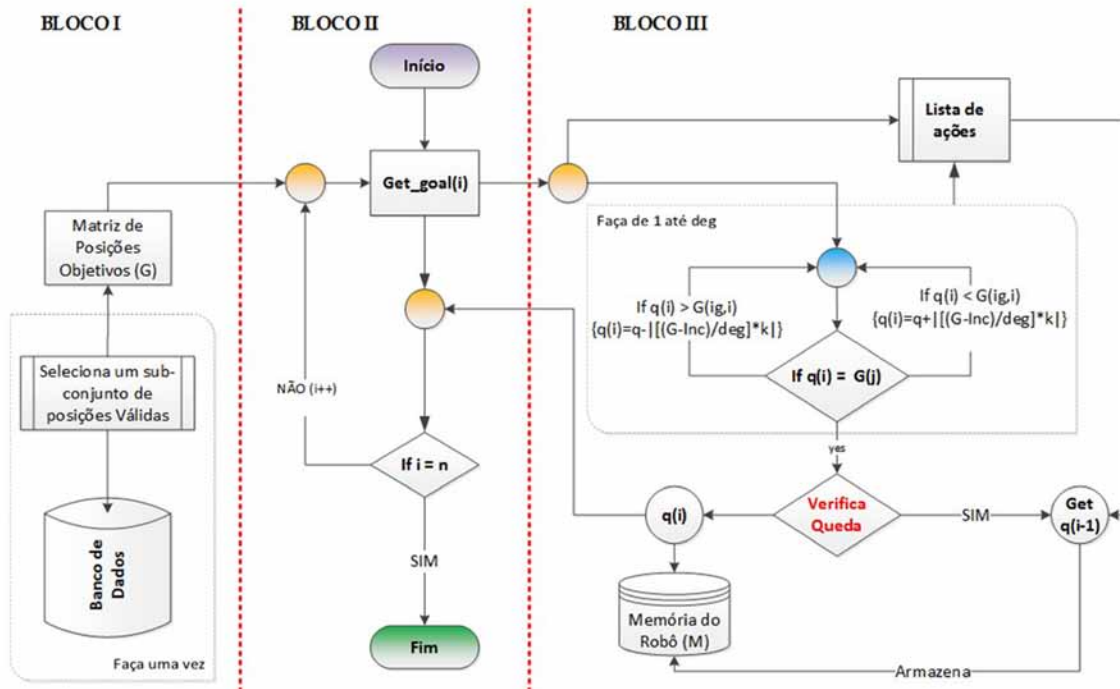 BLOCO I
Matriz de
Posições
Objetivos (G)
Seleciona um sub-
conjunto de
posições Válidas
Banco de
Dados
Faça uma vez
BLOCO II
Início
Get_goal(i)
NÃO (i++)
If i = n
SIM
Fim
BLOCO III
Lista de
ações
Faça de 1 até deg
If q(i) > G(ig,i)
{q(i)=q-|[(G-Inc)/deg]*k|}
If q(i) < G(ig,i)
{q(i)=q+|[(G-Inc)/deg]*k|}
If q(i) = G(j)
yes
Verifica
Queda
SIM
Get
q(i-1)
q(i)
Memória do
Robô (M)
Armazena